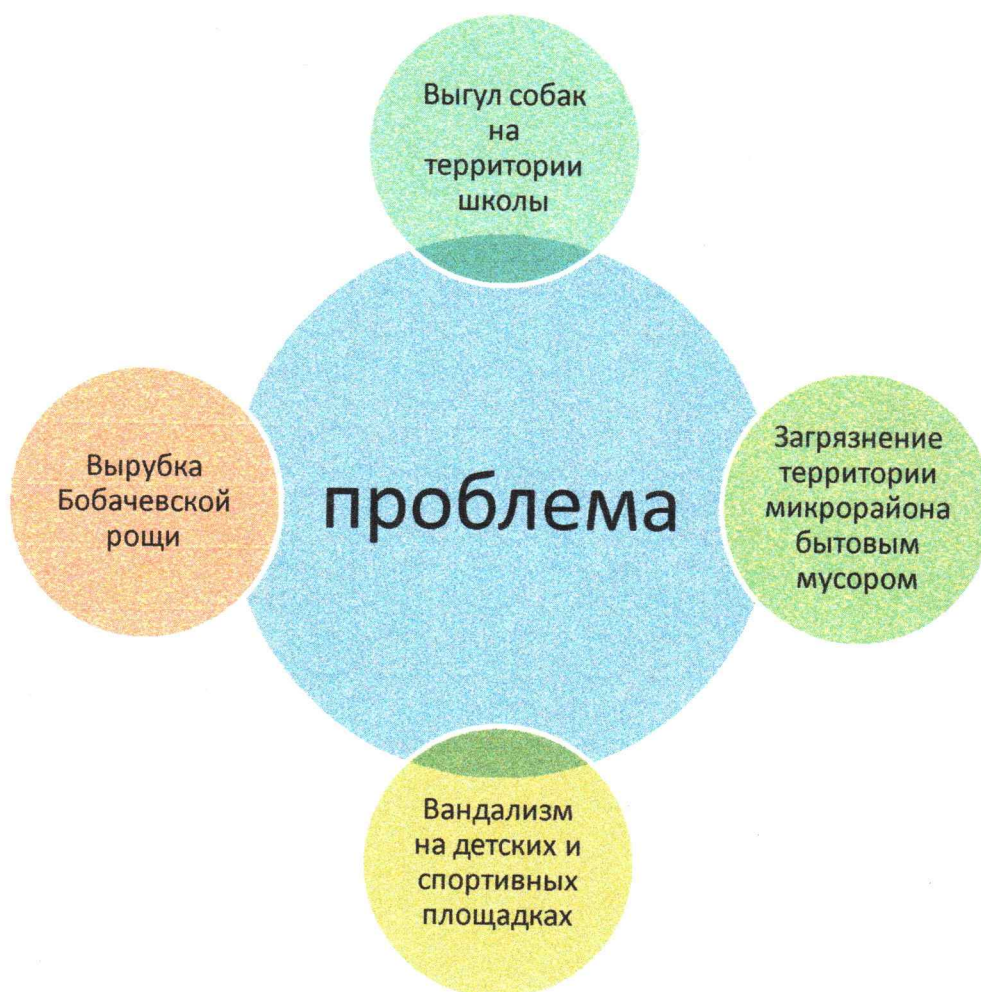 Выгул собак
на
территории
школы
Вырубка
Бобачевской
рощи
проблема
Загрязнение
территории
микрорайона
бытовым
мусором
Вандализм
на детских и
спортивных
площадках